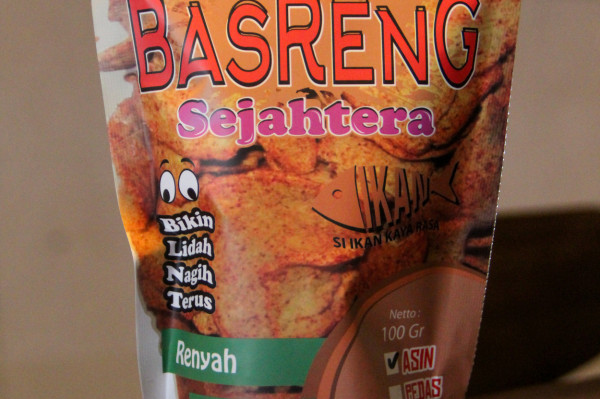 BASRENG
Sejahtera
IKAN
SI IKAN KAYA RASA
Bikin
Lidah
Nagih
Terus
Renyah
Netto :
100 Gr
ASIN
PEDAS